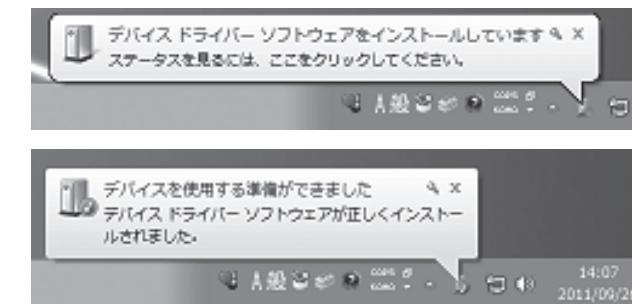 デバイス ドライバー ソフトウェアをインストールしています
ステータスを見るには、ここをクリックしてください。
A 般
デバイスを使用する準備ができました
デバイス ドライバー ソフトウェアが正しくインストー
ルされました。
A 般
14:07